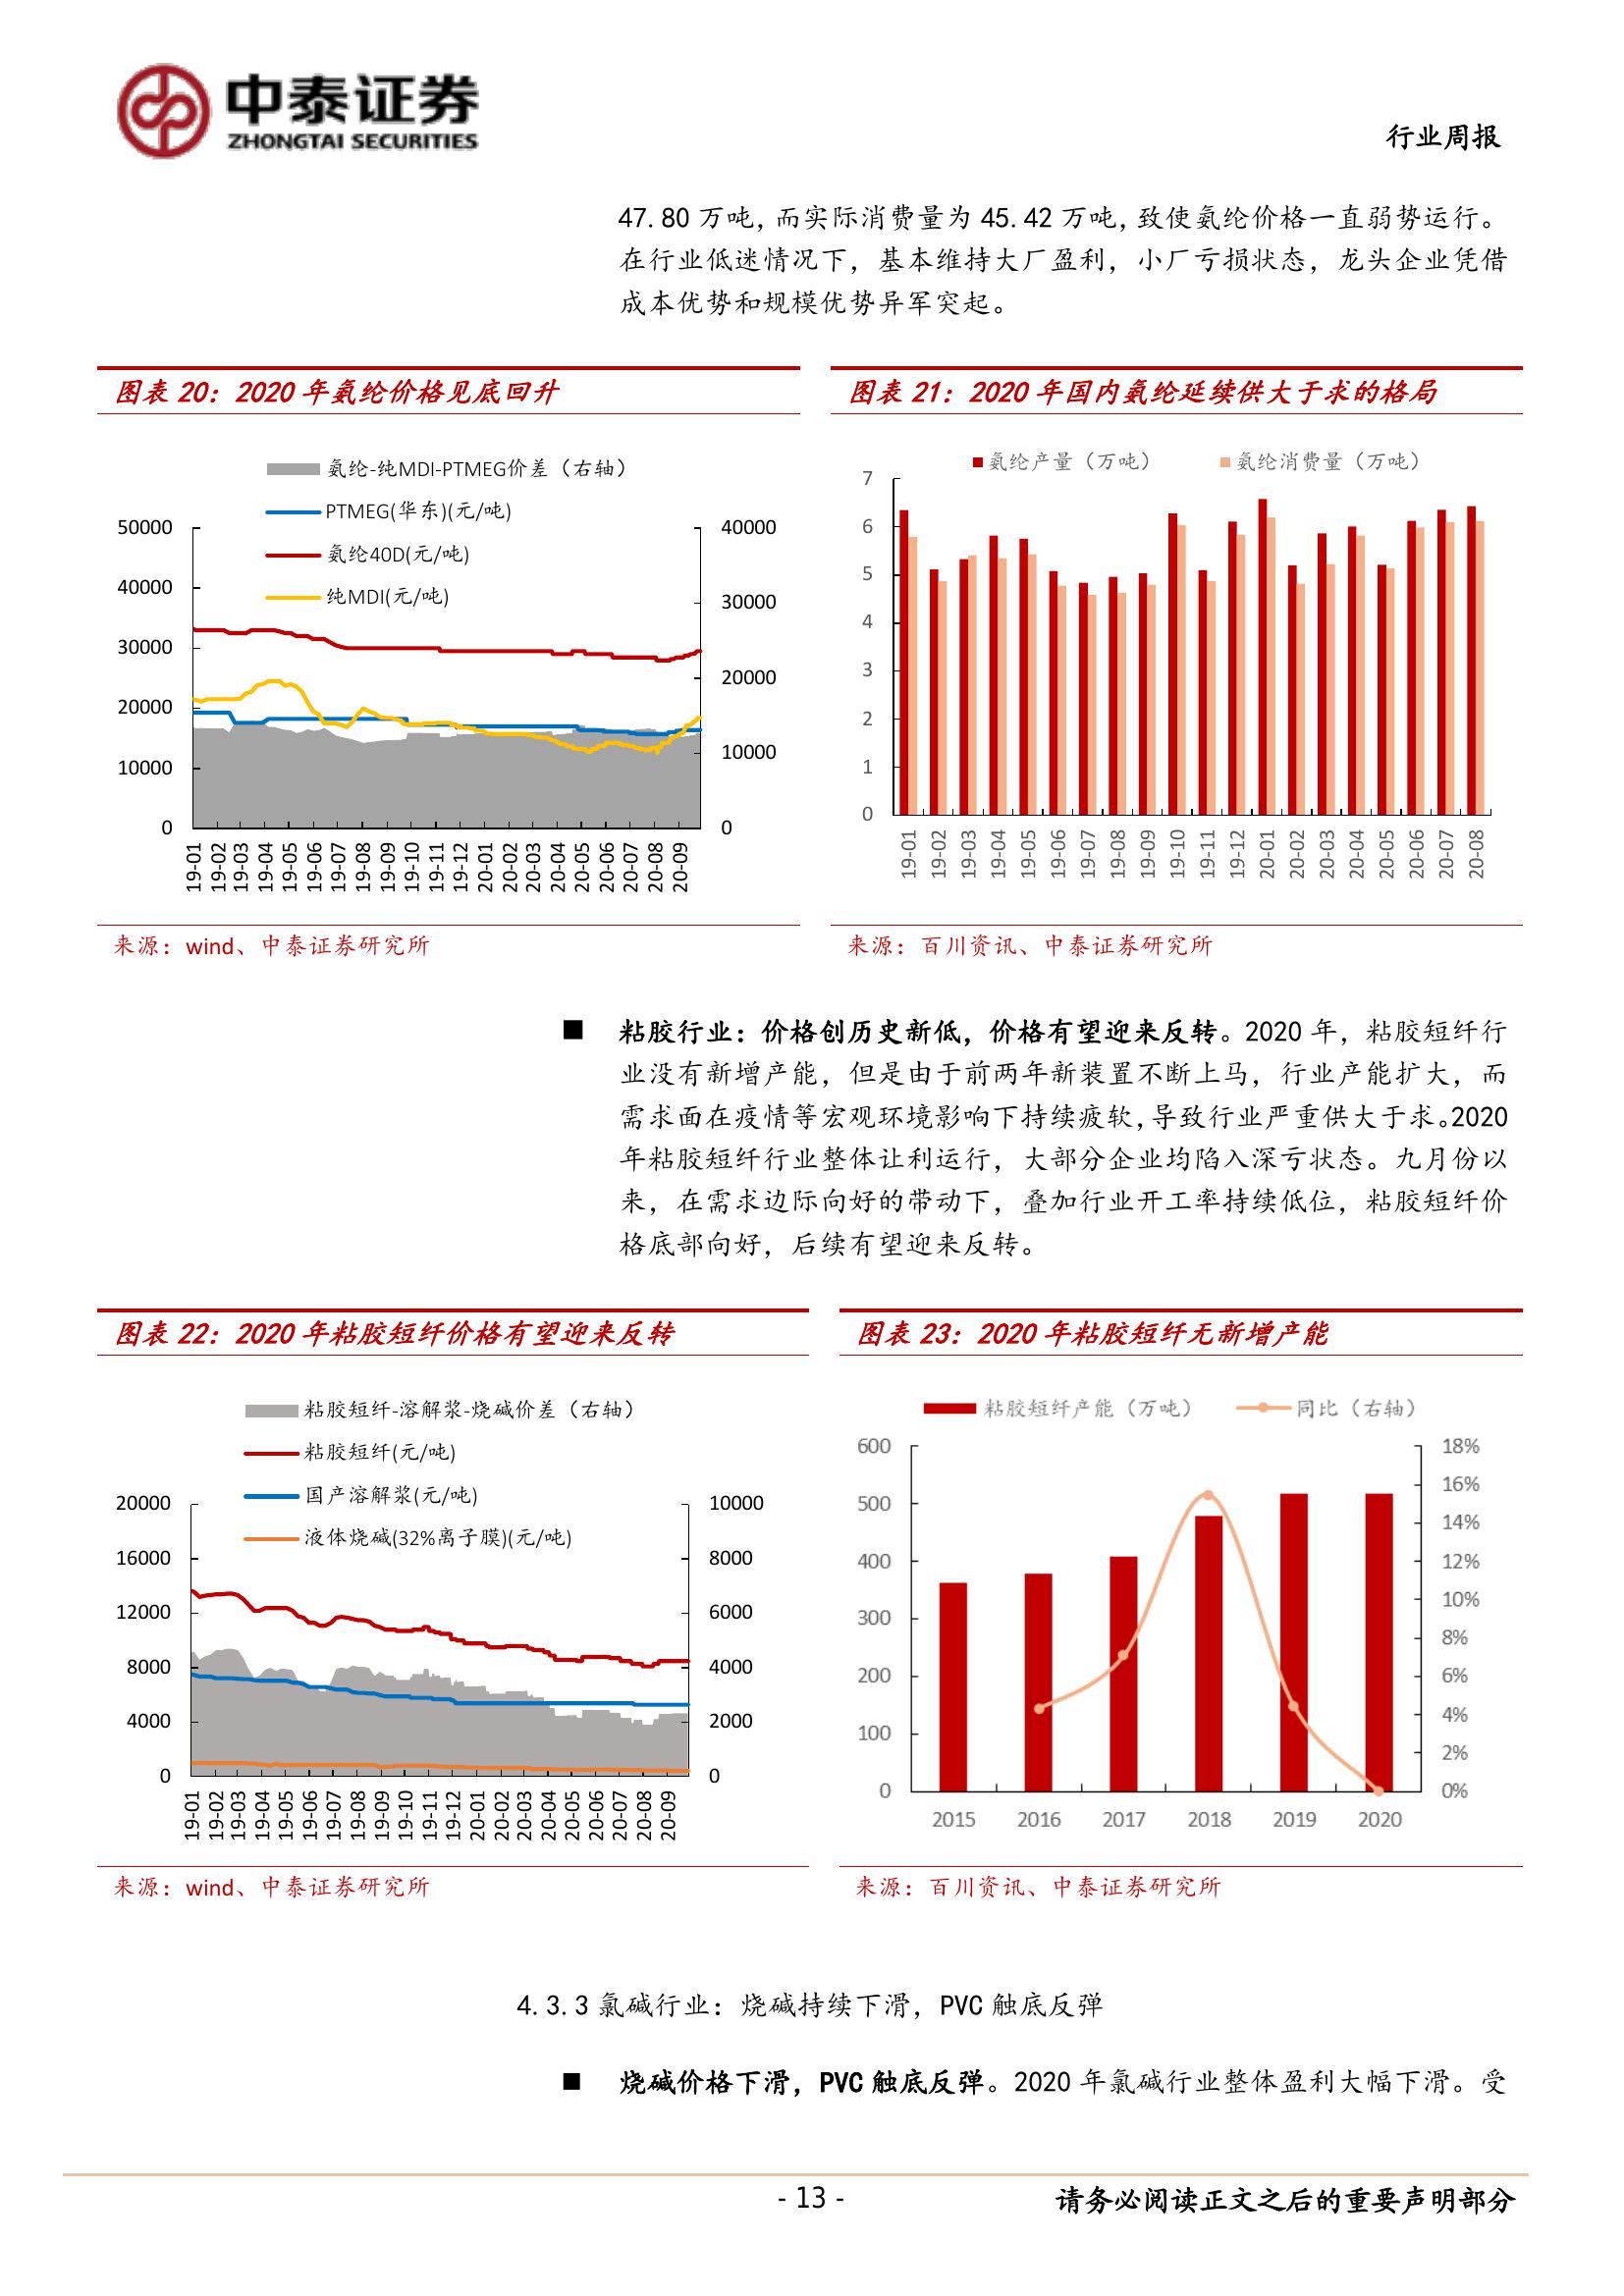 中泰证券
ZHONGTAI SECURITIES
行业周报
47.80 万吨，而实际消费量为 45.42 万吨，致使氨纶价格一直弱势运行。
在行业低迷情况下，基本维持大厂盈利，小厂亏损状态，龙头企业凭借
成本优势和规模优势异军突起。
图表 20：2020 年氨纶价格见底回升
氨纶-纯MDI-PTMEG价差（右轴）
PTMEG(华东)(元/吨)
氨纶40D(元/吨)
纯MDI(元/吨)
50000
40000
30000
20000
10000
0
40000
30000
20000
10000
0
19-01 19-02 19-03 19-04 19-05 19-06 19-07 19-08 19-09 19-10 19-11 19-12 20-01 20-02 20-03 20-04 20-05 20-06 20-07 20-08 20-09
来源：wind、中泰证券研究所
图表 21：2020 年国内氨纶延续供大于求的格局
氨纶产量（万吨） 氨纶消费量（万吨）
7
6
5
4
3
2
1
0
19-01 19-02 19-03 19-04 19-05 19-06 19-07 19-08 19-09 19-10 19-11 19-12 20-01 20-02 20-03 20-04 20-05 20-06 20-07 20-08
来源：百川资讯、中泰证券研究所
■ 粘胶行业：价格创历史新低，价格有望迎来反转。2020 年，粘胶短纤行
业没有新增产能，但是由于前两年新装置不断上马，行业产能扩大，而
需求面在疫情等宏观环境影响下持续疲软，导致行业严重供大于求。2020
年粘胶短纤行业整体让利运行，大部分企业均陷入深亏状态。九月份以
来，在需求边际向好的带动下，叠加行业开工率持续低位，粘胶短纤价
格底部向好，后续有望迎来反转。
图表 22：2020 年粘胶短纤价格有望迎来反转
粘胶短纤-溶解浆-烧碱价差（右轴）
粘胶短纤(元/吨)
国产溶解浆(元/吨)
液体烧碱(32%离子膜)(元/吨)
20000
16000
12000
8000
4000
0
10000
8000
6000
4000
2000
0
19-01 19-02 19-03 19-04 19-05 19-06 19-07 19-08 19-09 19-10 19-11 19-12 20-01 20-02 20-03 20-04 20-05 20-06 20-07 20-08 20-09
来源：wind、中泰证券研究所
图表 23：2020 年粘胶短纤无新增产能
粘胶短纤产能（万吨） 同比（右轴）
600
500
400
300
200
100
0
18%
16%
14%
12%
10%
8%
6%
4%
2%
0%
2015 2016 2017 2018 2019 2020
来源：百川资讯、中泰证券研究所
4.3.3 氯碱行业：烧碱持续下滑，PVC 触底反弹
■ 烧碱价格下滑，PVC 触底反弹。2020 年氯碱行业整体盈利大幅下滑。受
- 13 -
请务必阅读正文之后的重要声明部分